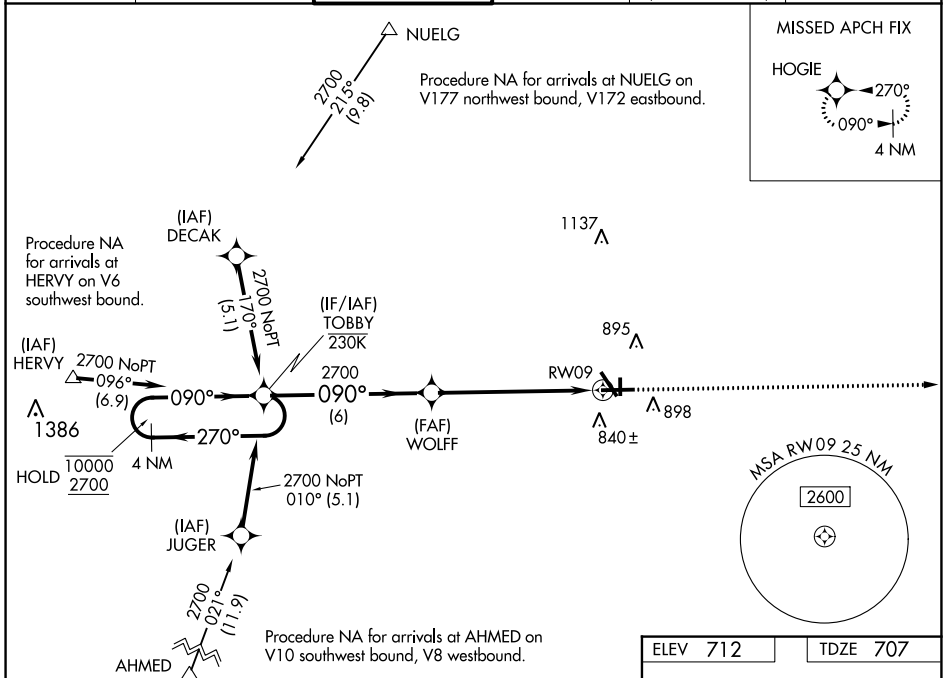 NUELG
2700
215°
(9.8)
Procedure NA for arrivals at NUELG on
V177 northwest bound, V172 eastbound.
MISSED APCH FIX
HOGIE
270°
090°
4 NM
(IAF)
DECAK
2700 NoPT
170°
(5.1)
Procedure NA
for arrivals at
HERVY on V6
southwest bound.
1137
(IF/IAF)
TOBBY
230K
895
(IAF)
HERVY
2700 NoPT
096°
(6.9)
090°
2700
090°
(6)
RW09
1386
270°
(FAF)
WOLFF
840±
898
HOLD
10000
2700
4 NM
2700 NoPT
010° (5.1)
MSA RW09 25 NM
2600
(IAF)
JUGER
2700
021°
(11.9)
Procedure NA for arrivals at AHMED on
V10 southwest bound, V8 westbound.
AHMED
ELEV 712
TDZE 707